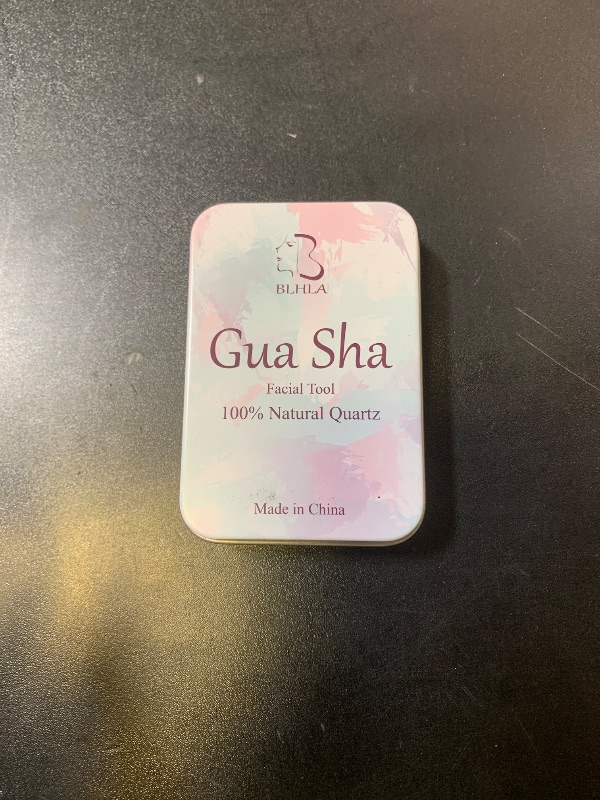 B
BLHLA
Gua Sha
Facial Tool
100% Natural Quartz
Made in China